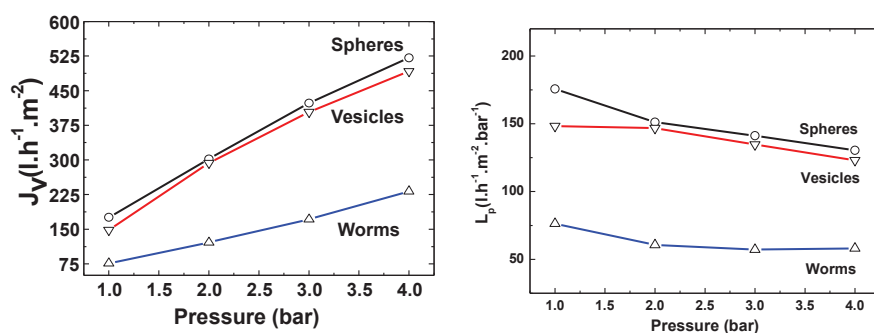 600
525
450
375
300
225
150
75
J_V(l.h⁻¹.m⁻²)
Spheres
Vesicles
Worms
1.0 1.5 2.0 2.5 3.0 3.5 4.0
Pressure (bar)
200
150
100
50
L_p(l.h⁻¹.m⁻².bar⁻¹)
Spheres
Vesicles
Worms
1.0 1.5 2.0 2.5 3.0 3.5 4.0
Pressure (bar)